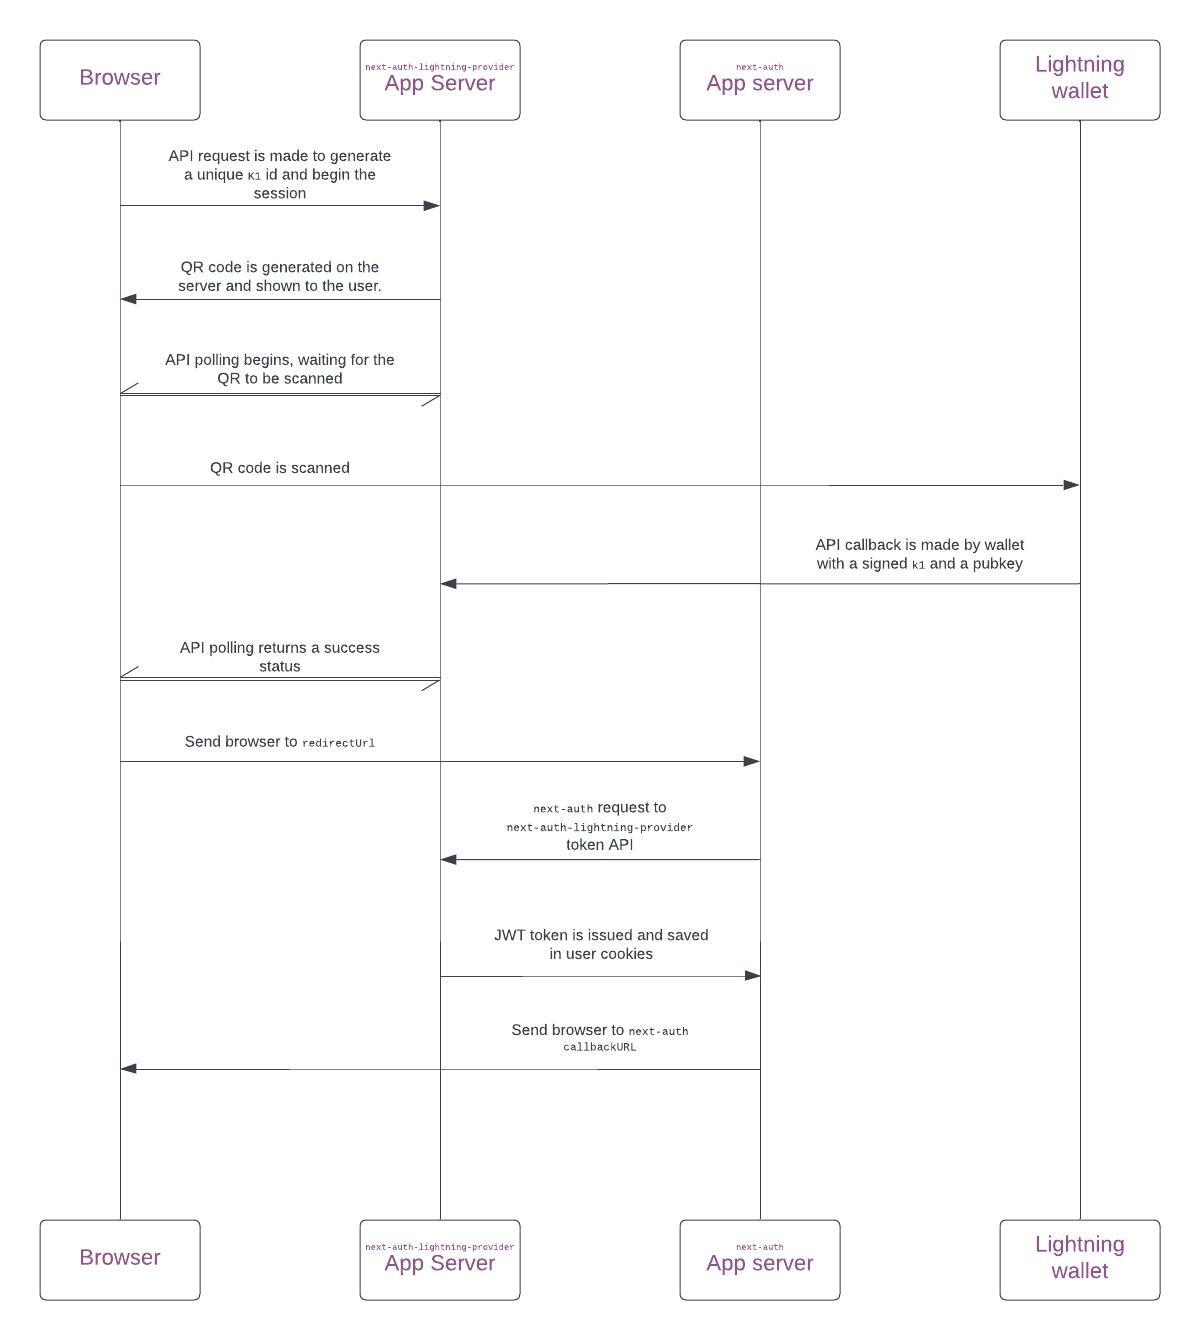 Browser
next-auth-lightning-provider
App Server
next-auth
App server
Lightning
wallet
API request is made to generate
a unique K1 id and begin the
session
QR code is generated on the
server and shown to the user.
API polling begins, waiting for the
QR to be scanned
QR code is scanned
API callback is made by wallet
with a signed k1 and a pubkey
API polling returns a success
status
Send browser to redirectUrl
next-auth request to
next-auth-lightning-provider
token API
JWT token is issued and saved
in user cookies
Send browser to next-auth
callbackURL
Browser
next-auth-lightning-provider
App Server
next-auth
App server
Lightning
wallet